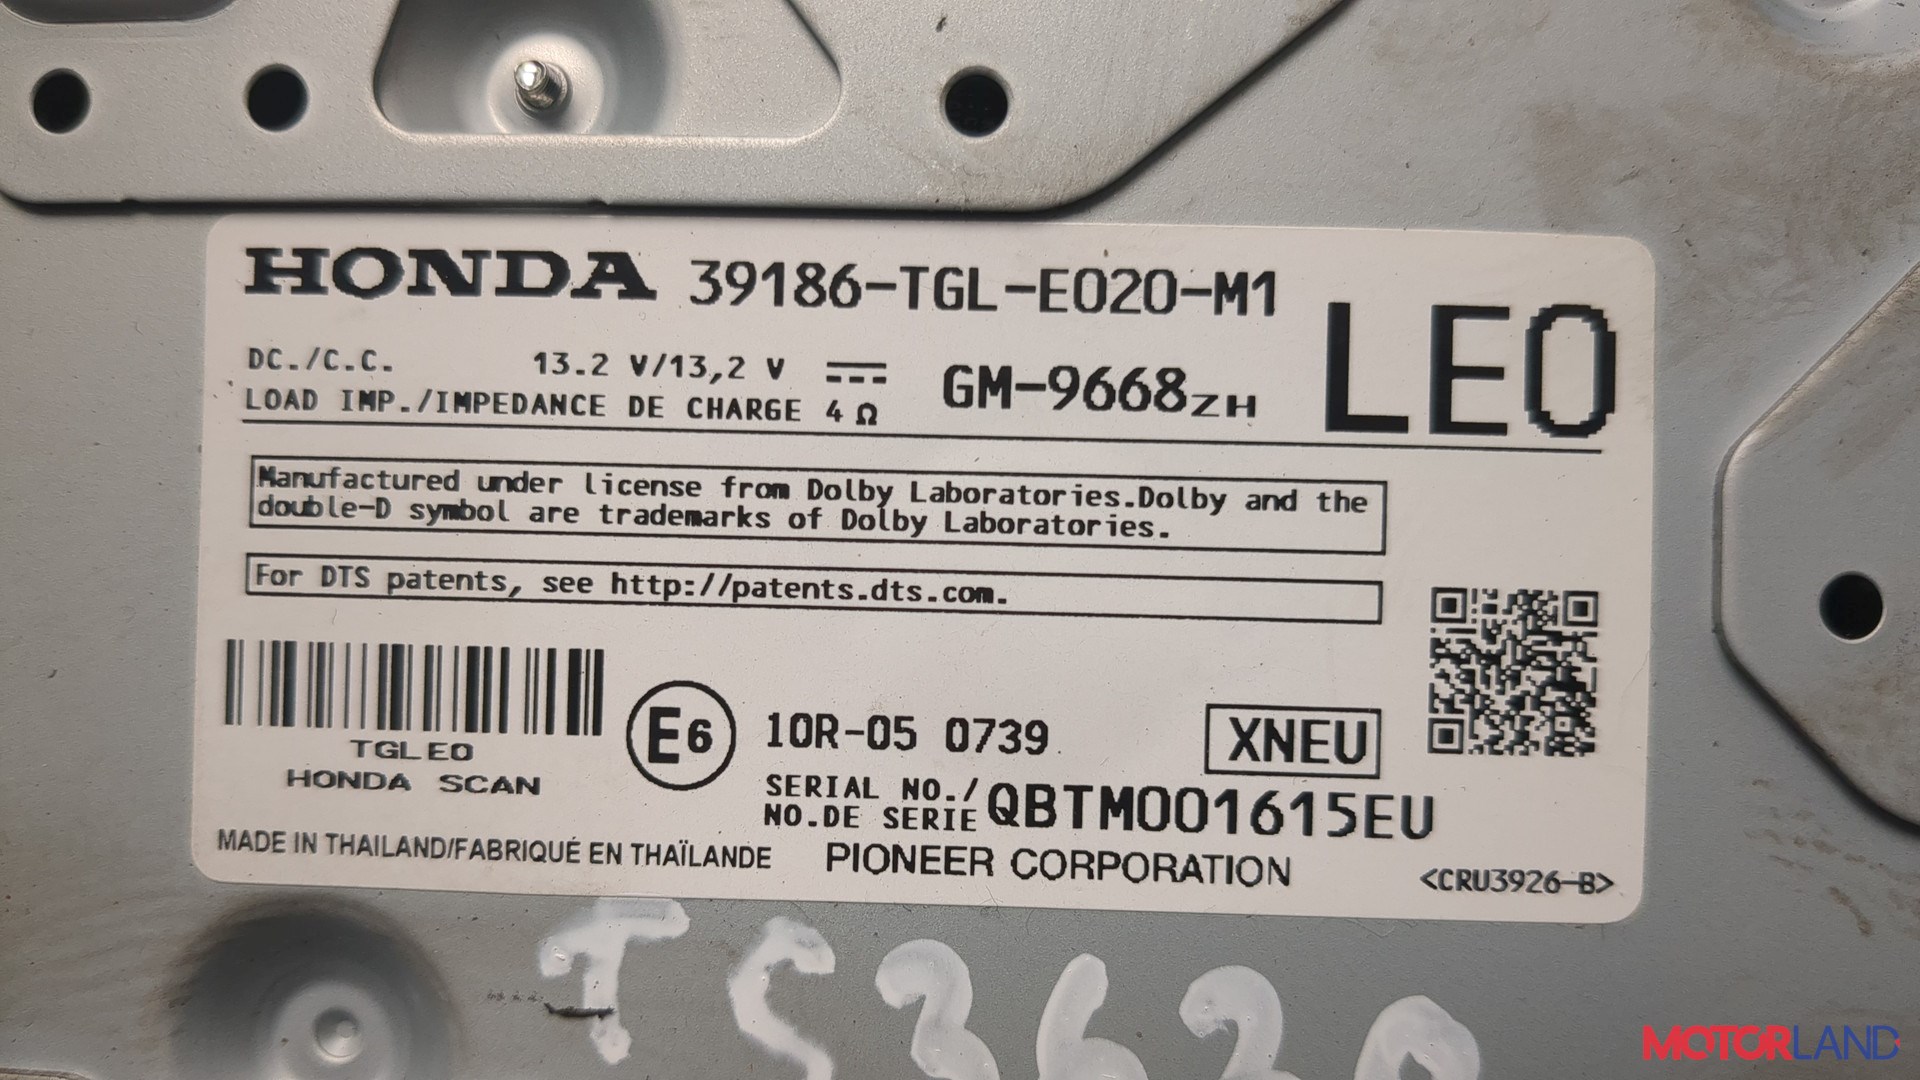 HONDA 39186-TGL-E020-M1
LE0
DC./C.C. 13.2 V/13,2 V
LOAD IMP./IMPEDANCE DE CHARGE 4 Ω
GM-9668ZH
Manufactured under license from Dolby Laboratories.Dolby and the
double-D symbol are trademarks of Dolby Laboratories.
For DTS patents, see http://patents.dts.com.
TGLE0
HONDA SCAN
E6
10R-05 0739
XNEU
SERIAL NO./
NO.DE SERIE QBTM001615EU
MADE IN THAILAND/FABRIQUÉ EN THAÏLANDE
PIONEER CORPORATION
<CRU3926-B>
MOTORLAND